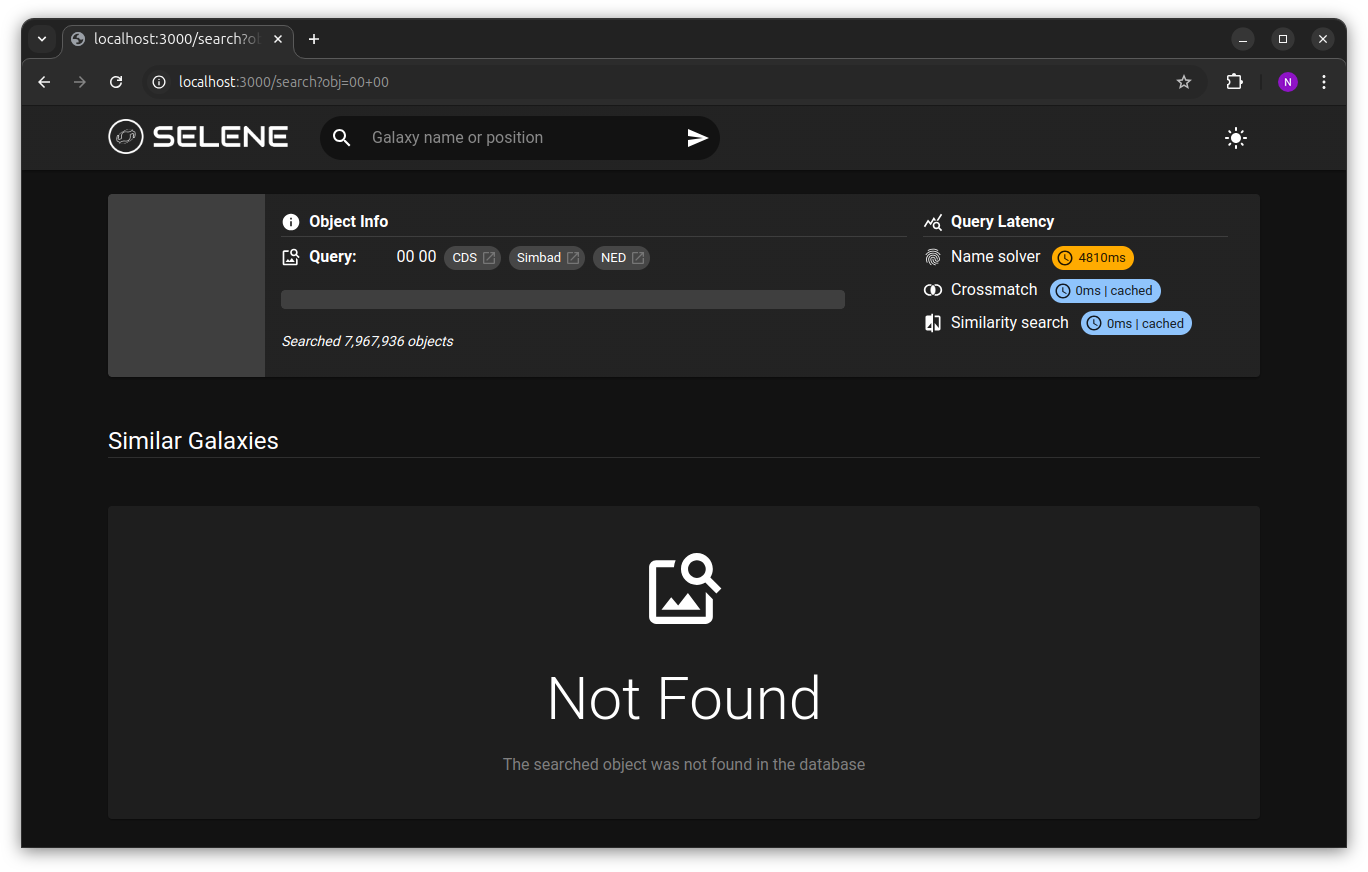 localhost:3000/search?o
localhost:3000/search?obj=00+00
N
SELENE
Galaxy name or position
Object Info
Query: 00 00 CDS Simbad NED
Searched 7,967,936 objects
Query Latency
Name solver 4810ms
Crossmatch 0ms | cached
Similarity search 0ms | cached
Similar Galaxies
Not Found
The searched object was not found in the database